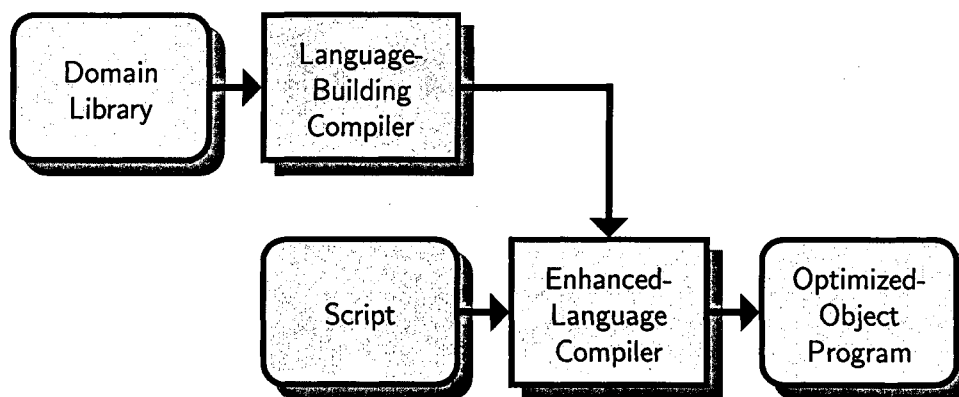 Domain
Library
Language-
Building
Compiler
Script
Enhanced-
Language
Compiler
Optimized-
Object
Program